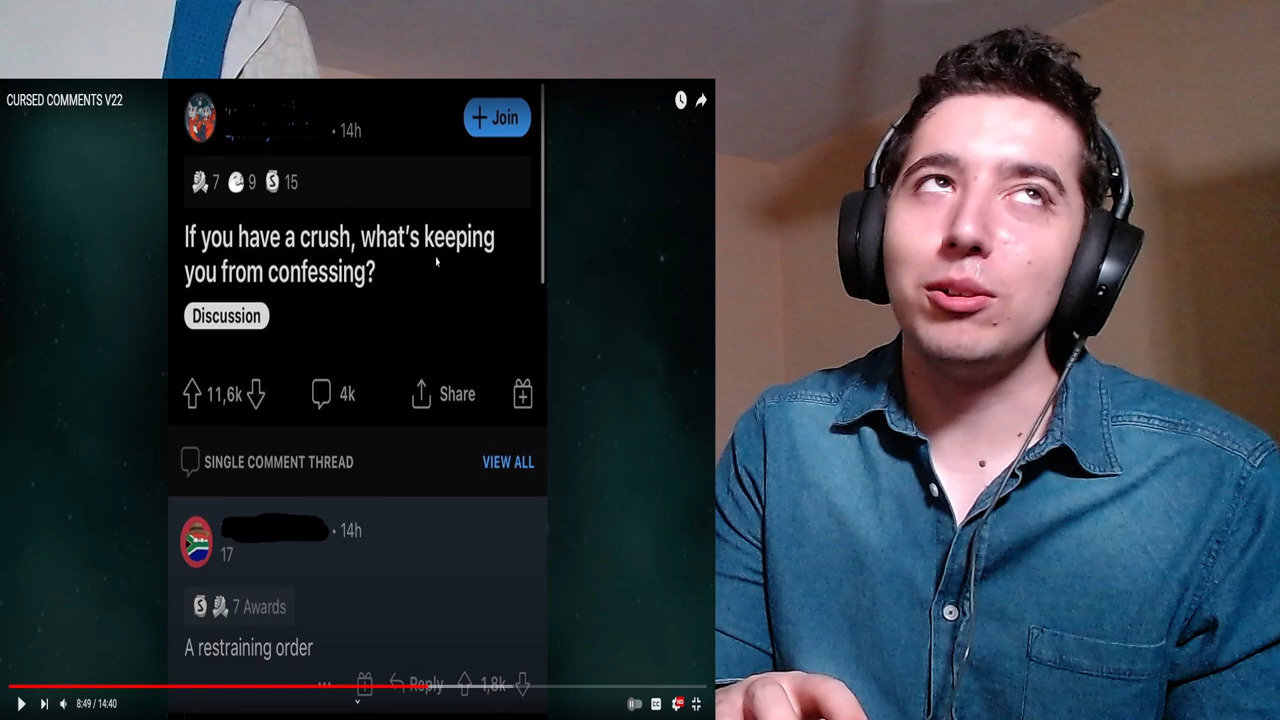 CURSED COMMENTS V22
• 14h
+ Join
7 9 15
If you have a crush, what's keeping
you from confessing?
Discussion
11,6k 4k Share
SINGLE COMMENT THREAD VIEW ALL
• 14h
17
7 Awards
A restraining order
... Reply 1,8k
8:49 / 14:40